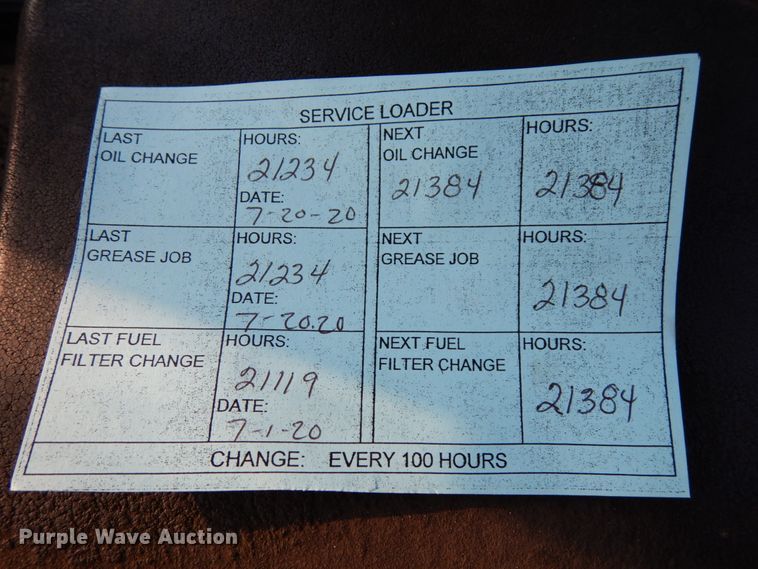 SERVICE LOADER
LAST
OIL CHANGE
HOURS:
21234
DATE:
7-20-20
NEXT
OIL CHANGE
21384
HOURS:
21384
LAST
GREASE JOB
HOURS:
21234
DATE:
7-20.20
NEXT
GREASE JOB
HOURS:
21384
LAST FUEL
FILTER CHANGE
HOURS:
21119
DATE:
7-1-20
NEXT FUEL
FILTER CHANGE
HOURS:
21384
CHANGE: EVERY 100 HOURS
Purple Wave Auction